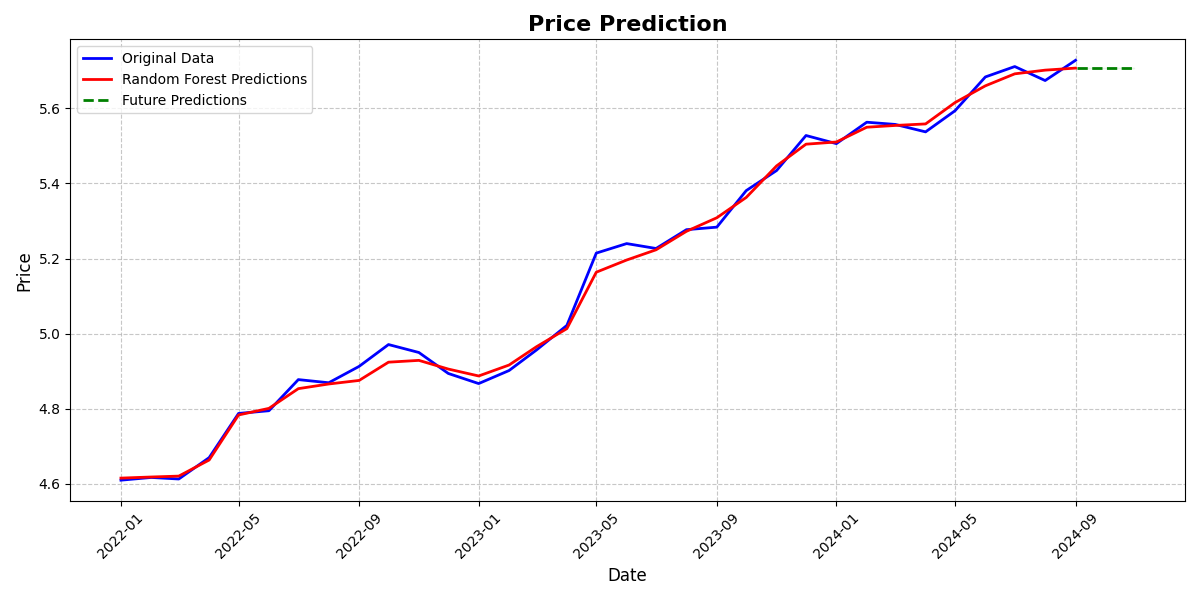 Price Prediction
Original Data
Random Forest Predictions
Future Predictions
Price
5.6
5.4
5.2
5.0
4.8
4.6
2022-01
2022-05
2022-09
2023-01
2023-05
2023-09
2024-01
2024-05
2024-09
Date